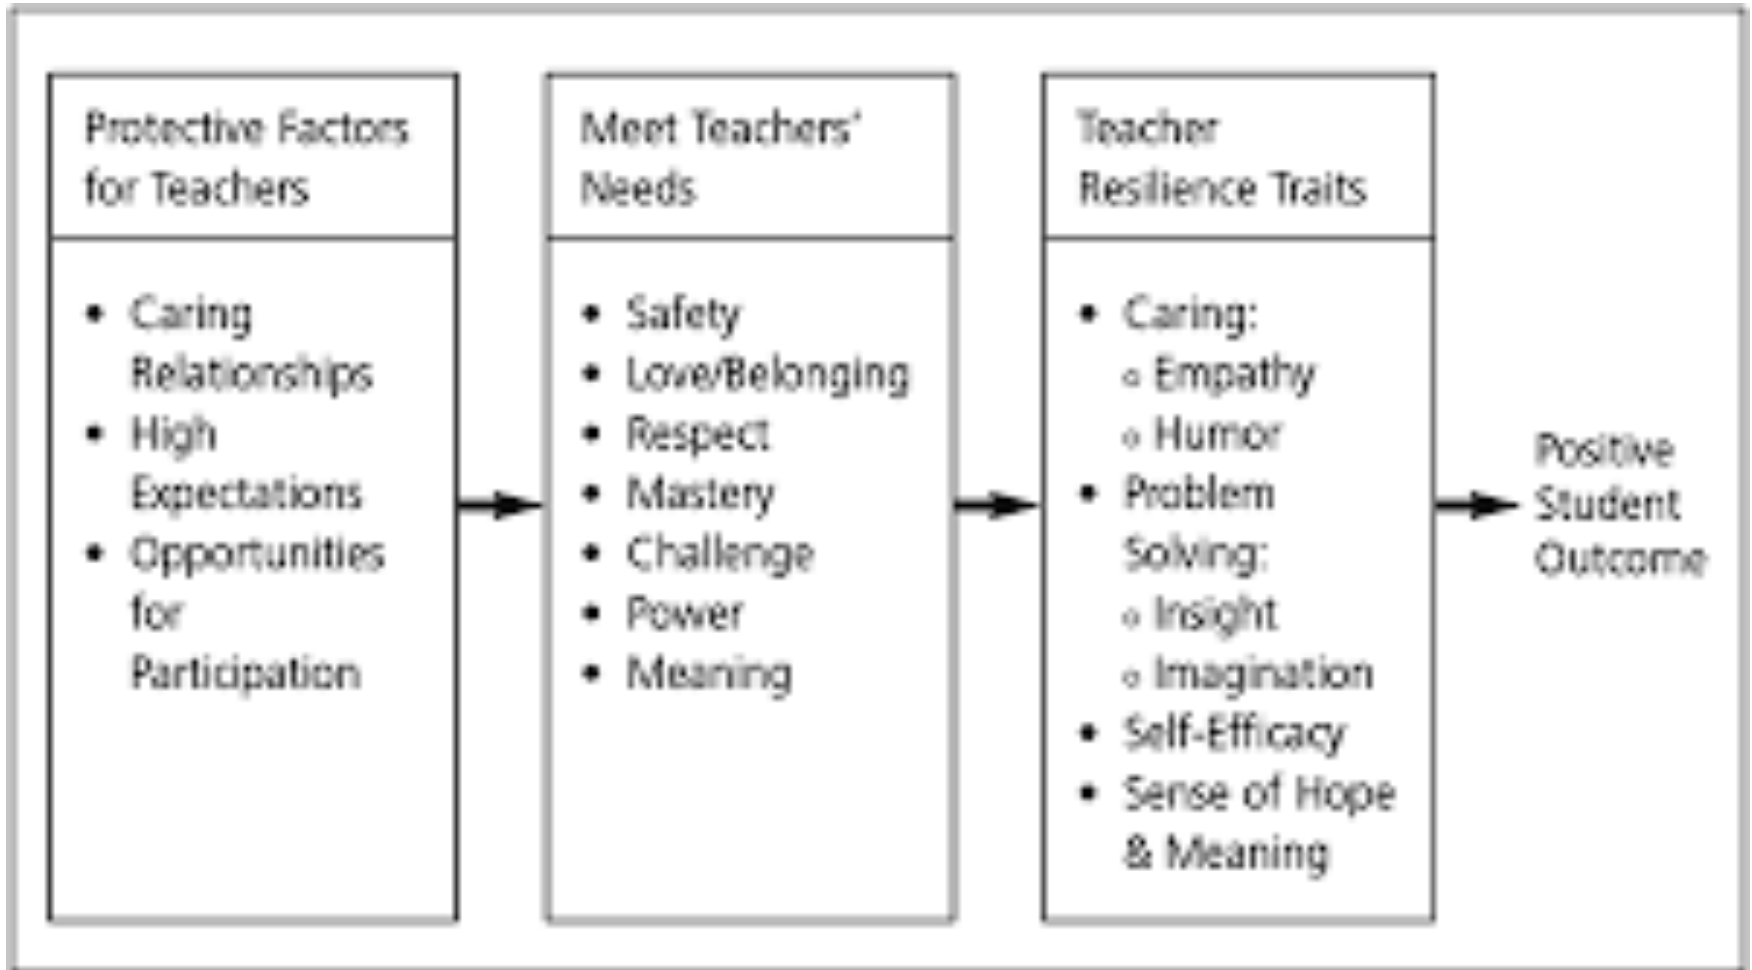 Protective Factors
for Teachers
• Caring
Relationships
• High
Expectations
• Opportunities
for
Participation
Meet Teachers'
Needs
• Safety
• Love/Belonging
• Respect
• Mastery
• Challenge
• Power
• Meaning
Teacher
Resilience Traits
• Caring:
○ Empathy
○ Humor
• Problem
Solving:
○ Insight
○ Imagination
• Self-Efficacy
• Sense of Hope
& Meaning
Positive
Student
Outcome